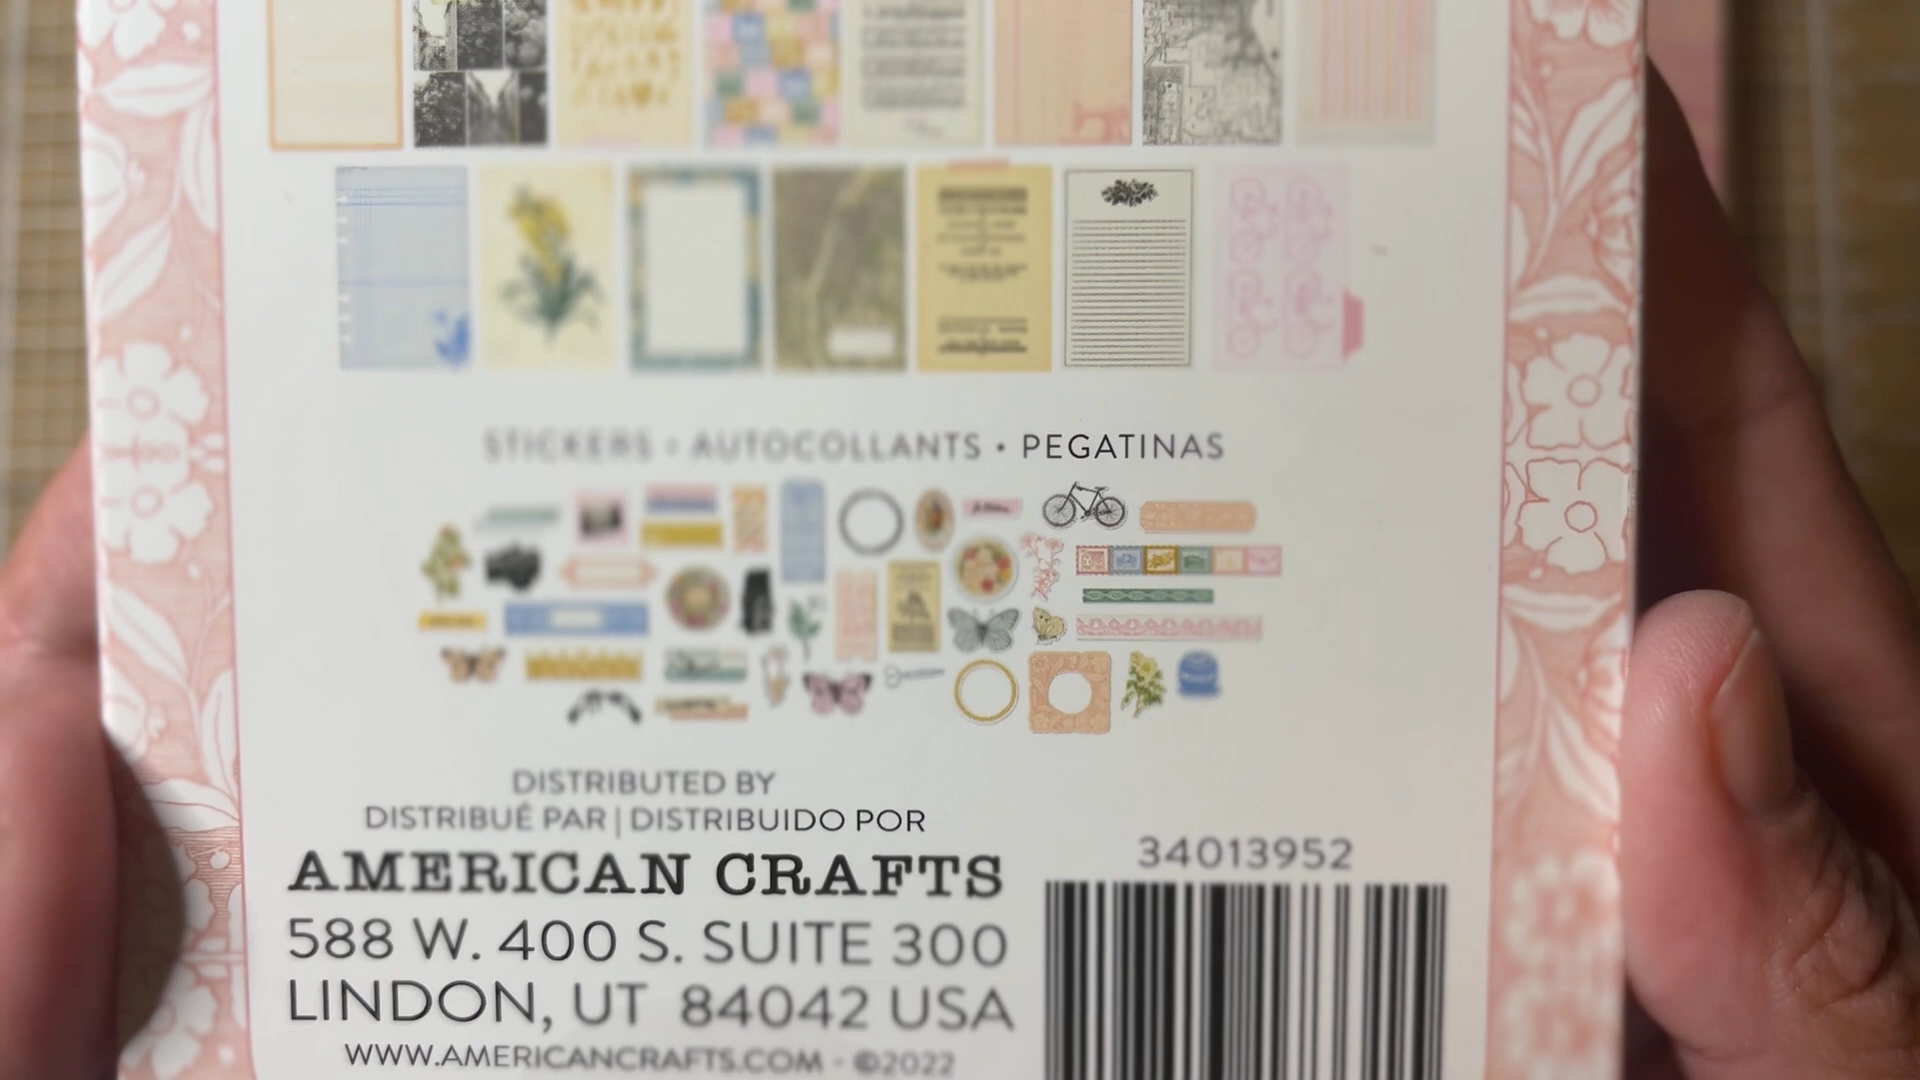 STICKERS • AUTOCOLLANTS • PEGATINAS
DISTRIBUTED BY
DISTRIBUÉ PAR | DISTRIBUIDO POR
AMERICAN CRAFTS
588 W. 400 S. SUITE 300
LINDON, UT 84042 USA
WWW.AMERICANCRAFTS.COM - ©2022
34013952